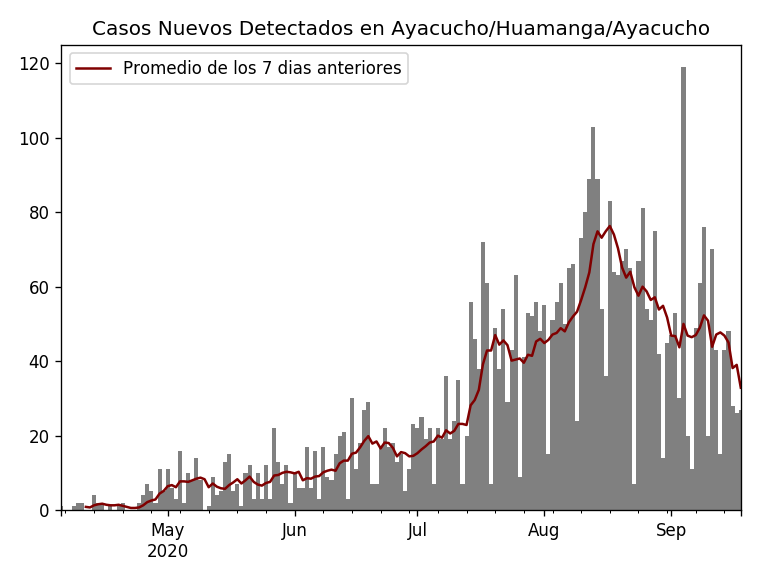 Casos Nuevos Detectados en Ayacucho/Huamanga/Ayacucho
Promedio de los 7 dias anteriores
120
100
80
60
40
20
0
May
2020
Jun
Jul
Aug
Sep